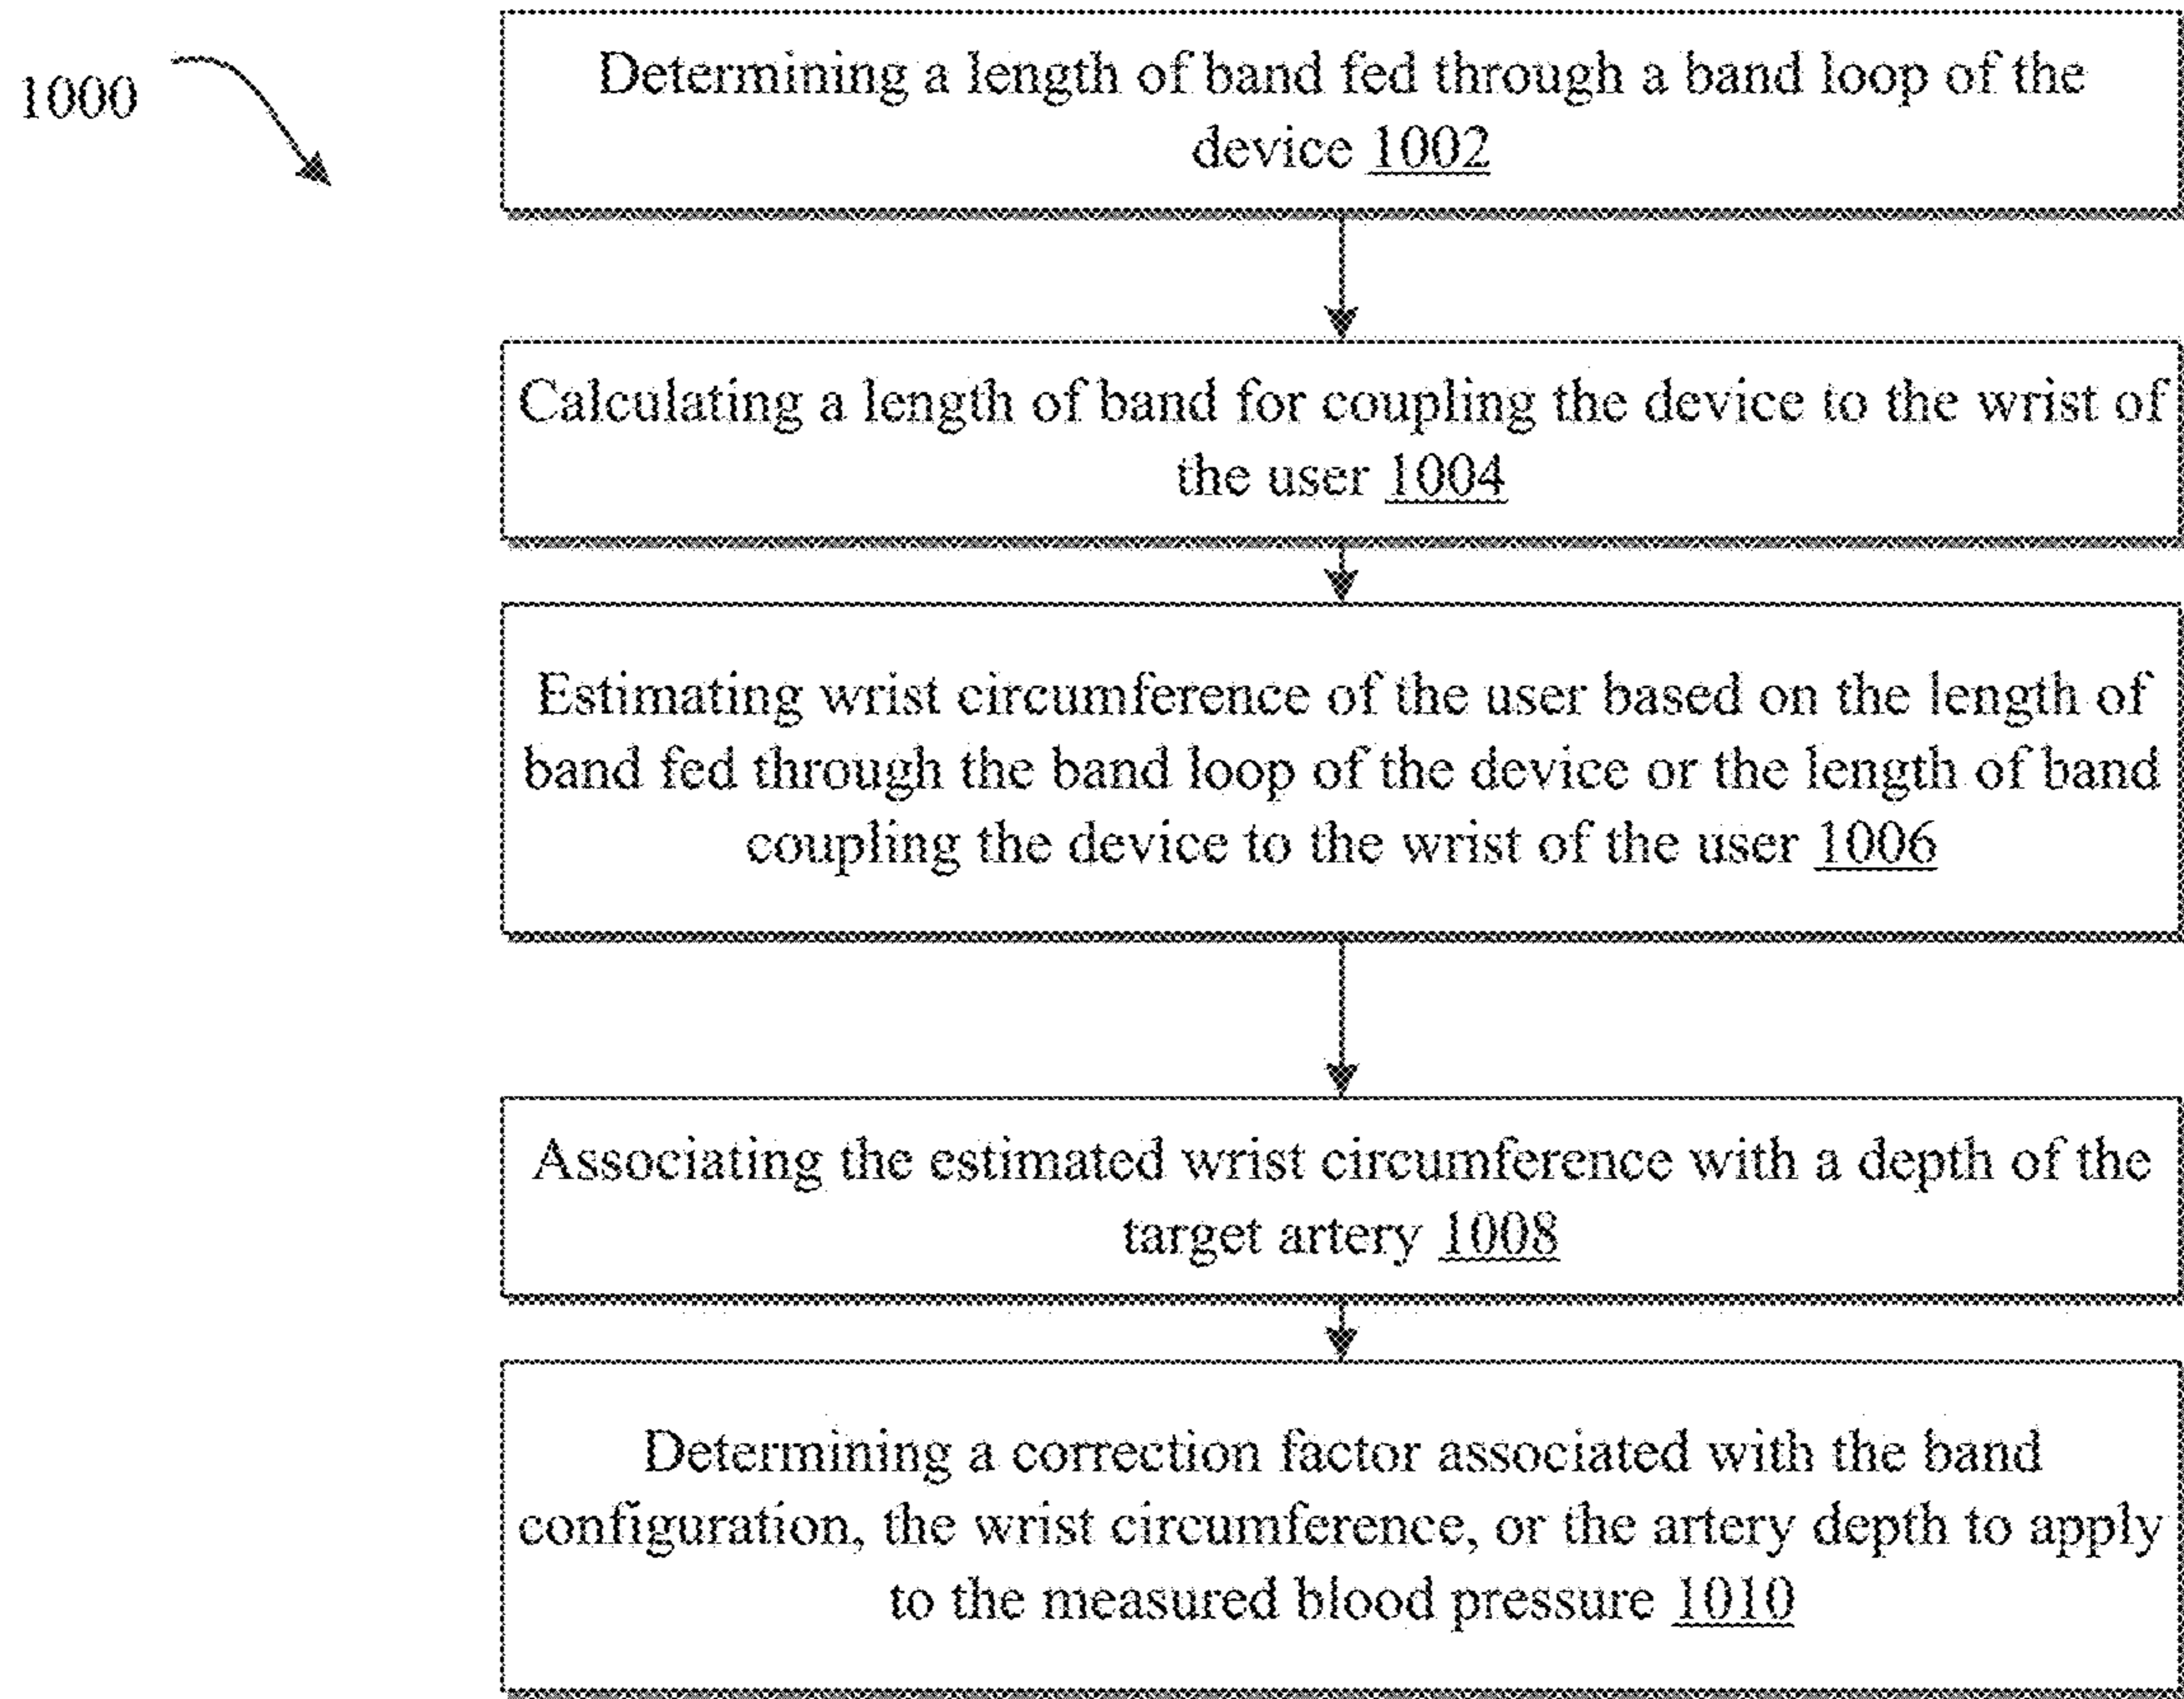 1000
Determining a length of band fed through a band loop of the
device 1002
Calculating a length of band for coupling the device to the wrist of
the user 1004
Estimating wrist circumference of the user based on the length of
band fed through the band loop of the device or the length of band
coupling the device to the wrist of the user 1006
Associating the estimated wrist circumference with a depth of the
target artery 1008
Determining a correction factor associated with the band
configuration, the wrist circumference, or the artery depth to apply
to the measured blood pressure 1010